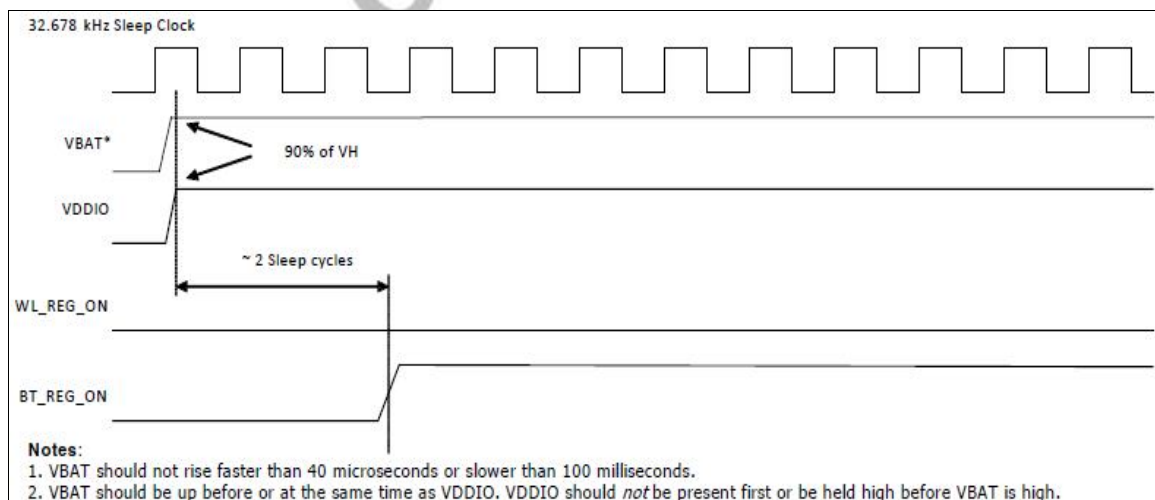 32.678 kHz Sleep Clock
VBAT*
90% of VH
VDDIO
~ 2 Sleep cycles
WL_REG_ON
BT_REG_ON
Notes:
1. VBAT should not rise faster than 40 microseconds or slower than 100 milliseconds.
2. VBAT should be up before or at the same time as VDDIO. VDDIO should not be present first or be held high before VBAT is high.